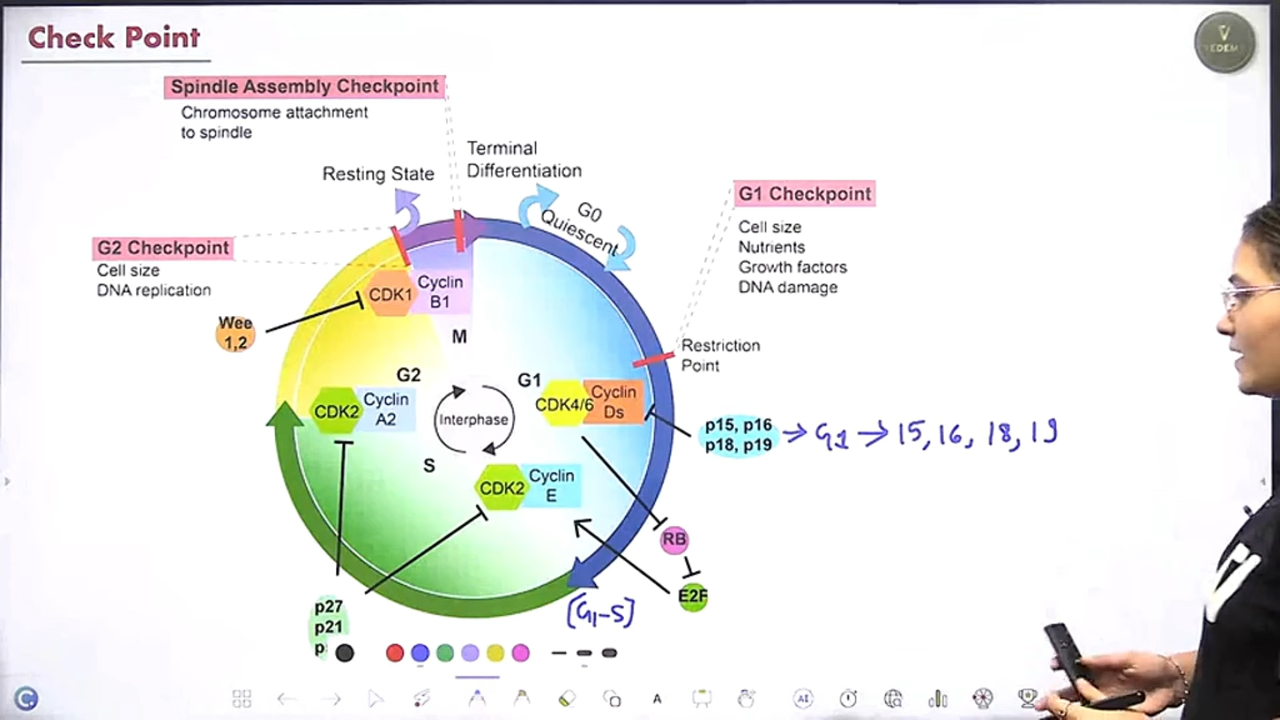 Check Point
VEDEMY
Spindle Assembly Checkpoint
Chromosome attachment
to spindle
Terminal
Differentiation
Resting State
G0
Quiescent
G1 Checkpoint
Cell size
Nutrients
Growth factors
DNA damage
G2 Checkpoint
Cell size
DNA replication
Wee
1,2
CDK1
Cyclin
B1
M
Restriction
Point
G2
G1
CDK2
Cyclin
A2
Interphase
CDK4/6
Cyclin
Ds
p15, p16
p18, p19
→ G1 → 15, 16, 18, 19
S
CDK2
Cyclin
E
RB
E2F
[G1-S]
p27
p21
p
A
AI